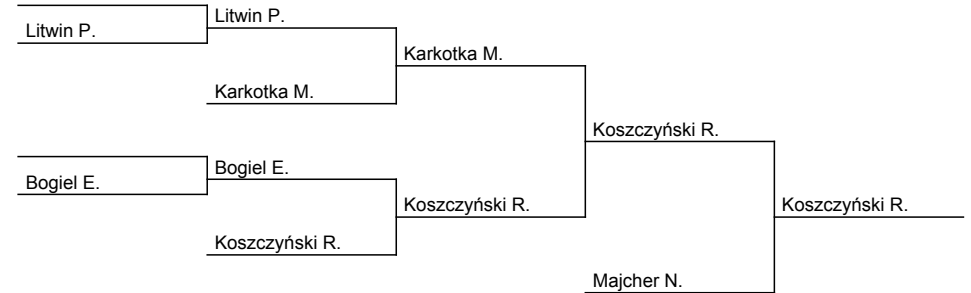 Litwin P.
Litwin P.
Karkotka M.
Karkotka M.
Koszczyński R.
Bogiel E.
Bogiel E.
Koszczyński R.
Koszczyński R.
Koszczyński R.
Majcher N.